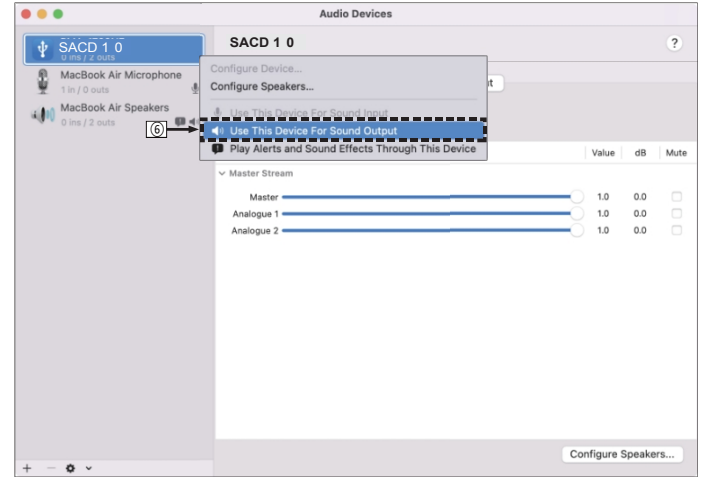 Audio Devices
SACD 1 0
0 ins / 2 outs
MacBook Air Microphone
1 in / 0 outs
MacBook Air Speakers
0 ins / 2 outs
⑥
SACD 1 0
?
Configure Device...
Configure Speakers...
Use This Device For Sound Input
Use This Device For Sound Output
Play Alerts and Sound Effects Through This Device
Value dB Mute
Master Stream
Master 1.0 0.0
Analogue 1 1.0 0.0
Analogue 2 1.0 0.0
Configure Speakers...